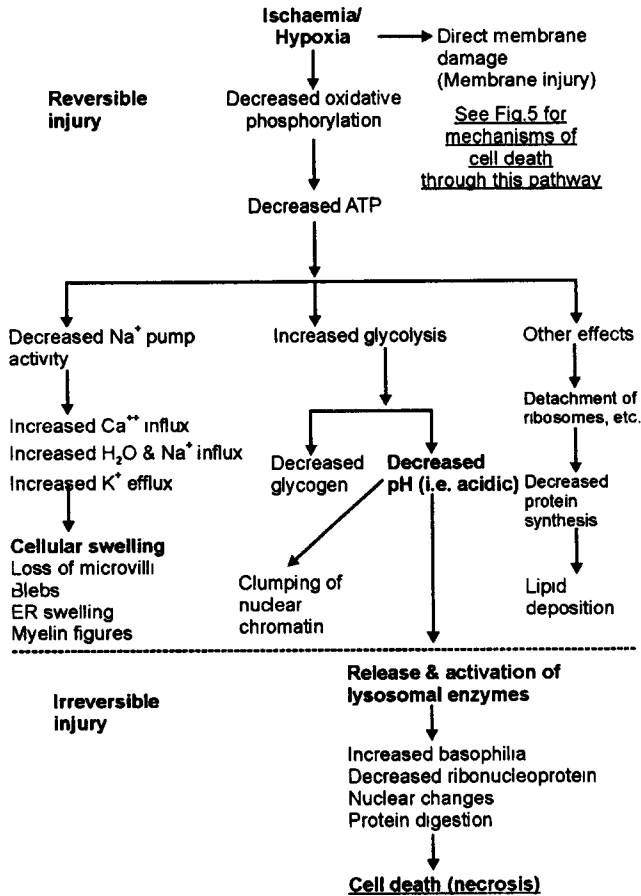 Ischaemia/
Hypoxia
Direct membrane
damage
(Membrane injury)
Reversible
injury
Decreased oxidative
phosphorylation
See Fig.5 for
mechanisms of
cell death
through this pathway
Decreased ATP
Decreased Na⁺ pump
activity
Increased glycolysis
Other effects
Increased Ca⁺⁺ influx
Increased H₂O & Na⁺ influx
Increased K⁺ efflux
Decreased
glycogen
Decreased
pH (i.e. acidic)
Detachment of
ribosomes, etc.
Decreased
protein
synthesis
Cellular swelling
Loss of microvilli
Blebs
ER swelling
Myelin figures
Clumping of
nuclear
chromatin
Lipid
deposition
Irreversible
injury
Release & activation of
lysosomal enzymes
Increased basophilia
Decreased ribonucleoprotein
Nuclear changes
Protein digestion
Cell death (necrosis)